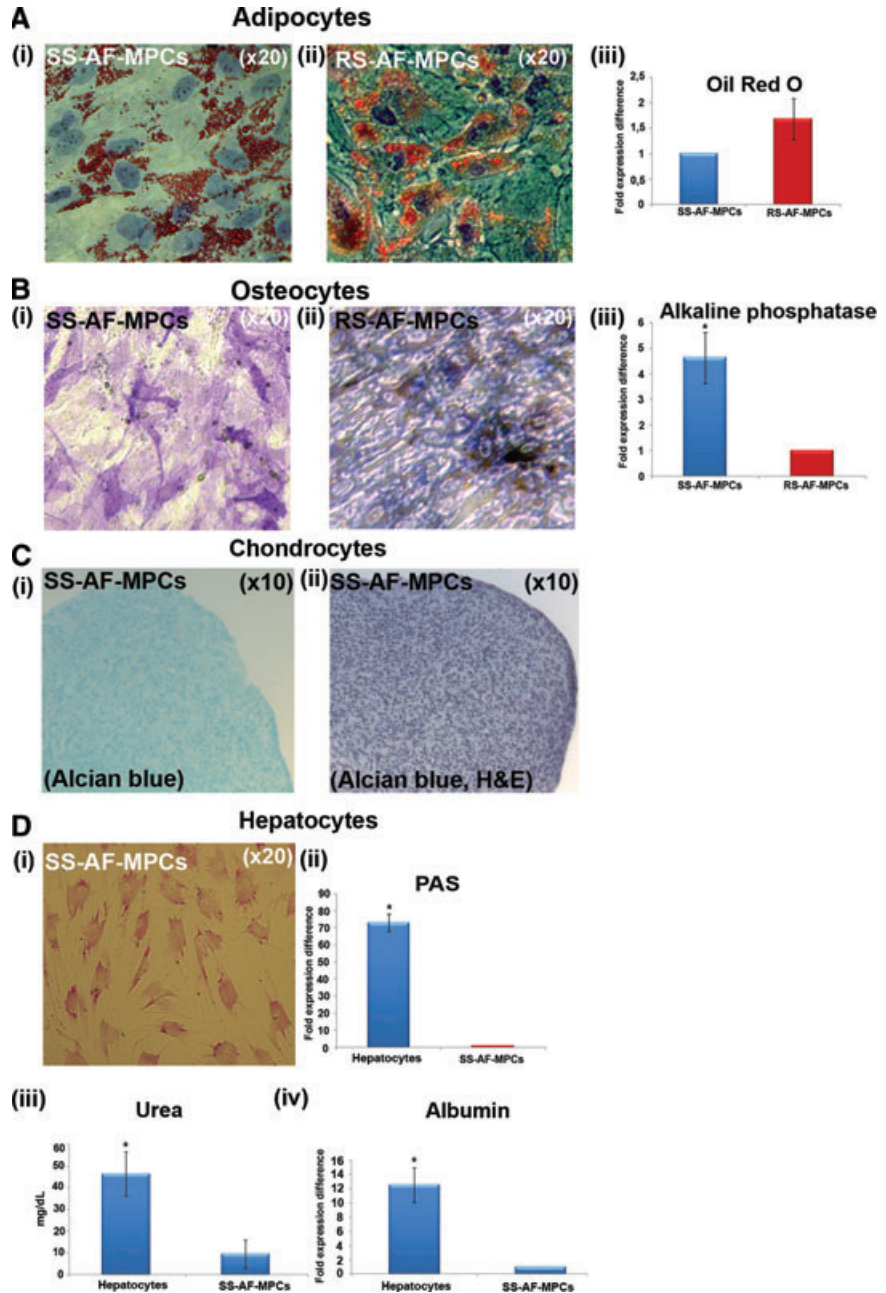 A Adipocytes
(i) SS-AF-MPCs (x20)
(ii) RS-AF-MPCs (x20)
(iii) Oil Red O
Fold expression difference
2,5
2
1,5
1
0,5
0
SS-AF-MPCs RS-AF-MPCs
B Osteocytes
(i) SS-AF-MPCs (x20)
(ii) RS-AF-MPCs (x20)
(iii) Alkaline phosphatase
Fold expression difference
6
5
4
3
2
1
0
*
SS-AF-MPCs RS-AF-MPCs
C Chondrocytes
(i) SS-AF-MPCs (x10)
(Alcian blue)
(ii) SS-AF-MPCs (x10)
(Alcian blue, H&E)
D Hepatocytes
(i) SS-AF-MPCs (x20)
(ii) PAS
Fold expression difference
90
80
70
60
50
40
30
20
10
0
*
Hepatocytes SS-AF-MPCs
(iii) Urea
mg/dL
60
50
40
30
20
10
0
*
Hepatocytes SS-AF-MPCs
(iv) Albumin
Fold expression difference
16
14
12
10
8
6
4
2
0
*
Hepatocytes SS-AF-MPCs